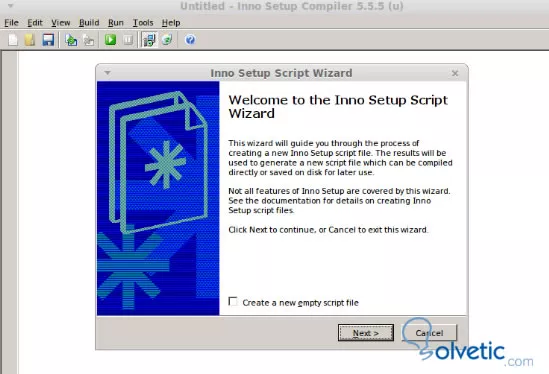 Untitled - Inno Setup Compiler 5.5.5 (u)
File Edit View Build Run Tools Help
Inno Setup Script Wizard
Welcome to the Inno Setup Script
Wizard
This wizard will guide you through the process of
creating a new Inno Setup script file. The results will be
used to generate a new script file which can be compiled
directly or saved on disk for later use.
Not all features of Inno Setup are covered by this wizard.
See the documentation for details on creating Inno
Setup script files.
Click Next to continue, or Cancel to exit this wizard.
Create a new empty script file
Next > Cancel
Solvetic.com